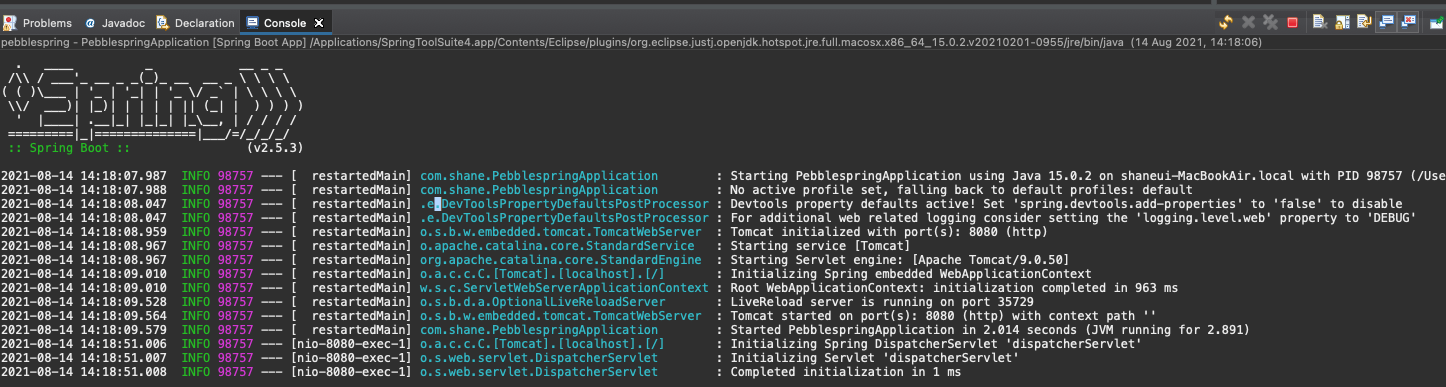 Problems @ Javadoc Declaration Console
pebblespring - PebblespringApplication [Spring Boot App] /Applications/SpringToolSuite4.app/Contents/Eclipse/plugins/org.eclipse.justj.openjdk.hotspot.jre.full.macosx.x86_64_15.0.2.v20210201-0955/jre/bin/java (14 Aug 2021, 14:18:06)
  .   ____          _            __ _ _
 /\\ / ___'_ __ _ _(_)_ __  __ _ \ \ \ \
( ( )\___ | '_ | '_| | '_ \/ _` | \ \ \ \
 \\/  ___)| |_)| | | | | || (_| |  ) ) ) )
  '  |____| .__|_| |_|_| |_\__, | / / / /
 =========|_|==============|___/=/_/_/_/
 :: Spring Boot ::                (v2.5.3)
2021-08-14 14:18:07.987  INFO 98757 --- [  restartedMain] com.shane.PebblespringApplication        : Starting PebblespringApplication using Java 15.0.2 on shaneui-MacBookAir.local with PID 98757 (/Use
2021-08-14 14:18:07.988  INFO 98757 --- [  restartedMain] com.shane.PebblespringApplication        : No active profile set, falling back to default profiles: default
2021-08-14 14:18:08.047  INFO 98757 --- [  restartedMain] .e.DevToolsPropertyDefaultsPostProcessor : Devtools property defaults active! Set 'spring.devtools.add-properties' to 'false' to disable
2021-08-14 14:18:08.047  INFO 98757 --- [  restartedMain] .e.DevToolsPropertyDefaultsPostProcessor : For additional web related logging consider setting the 'logging.level.web' property to 'DEBUG'
2021-08-14 14:18:08.959  INFO 98757 --- [  restartedMain] o.s.b.w.embedded.tomcat.TomcatWebServer  : Tomcat initialized with port(s): 8080 (http)
2021-08-14 14:18:08.967  INFO 98757 --- [  restartedMain] o.apache.catalina.core.StandardService   : Starting service [Tomcat]
2021-08-14 14:18:08.967  INFO 98757 --- [  restartedMain] org.apache.catalina.core.StandardEngine  : Starting Servlet engine: [Apache Tomcat/9.0.50]
2021-08-14 14:18:09.010  INFO 98757 --- [  restartedMain] o.a.c.c.C.[Tomcat].[localhost].[/]       : Initializing Spring embedded WebApplicationContext
2021-08-14 14:18:09.010  INFO 98757 --- [  restartedMain] w.s.c.ServletWebServerApplicationContext : Root WebApplicationContext: initialization completed in 963 ms
2021-08-14 14:18:09.528  INFO 98757 --- [  restartedMain] o.s.b.d.a.OptionalLiveReloadServer       : LiveReload server is running on port 35729
2021-08-14 14:18:09.564  INFO 98757 --- [  restartedMain] o.s.b.w.embedded.tomcat.TomcatWebServer  : Tomcat started on port(s): 8080 (http) with context path ''
2021-08-14 14:18:09.579  INFO 98757 --- [  restartedMain] com.shane.PebblespringApplication        : Started PebblespringApplication in 2.014 seconds (JVM running for 2.891)
2021-08-14 14:18:51.006  INFO 98757 --- [nio-8080-exec-1] o.a.c.c.C.[Tomcat].[localhost].[/]       : Initializing Spring DispatcherServlet 'dispatcherServlet'
2021-08-14 14:18:51.007  INFO 98757 --- [nio-8080-exec-1] o.s.web.servlet.DispatcherServlet        : Initializing Servlet 'dispatcherServlet'
2021-08-14 14:18:51.008  INFO 98757 --- [nio-8080-exec-1] o.s.web.servlet.DispatcherServlet        : Completed initialization in 1 ms